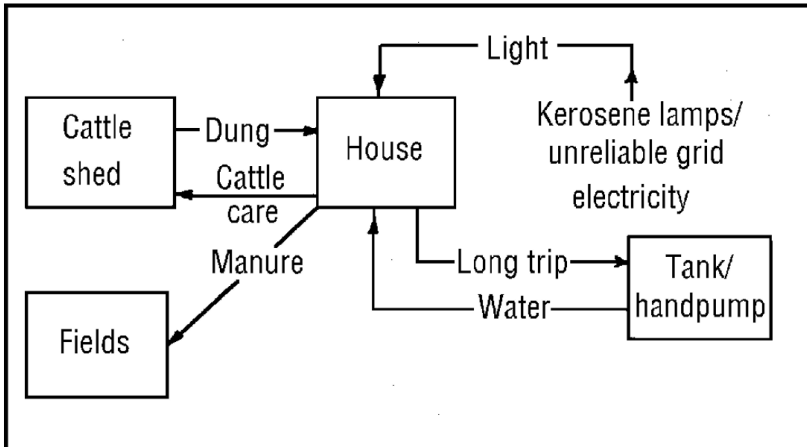 Light
Cattle
shed
Dung
House
Kerosene lamps/
unreliable grid
electricity
Cattle
care
Manure
Long trip
Tank/
handpump
Water
Fields